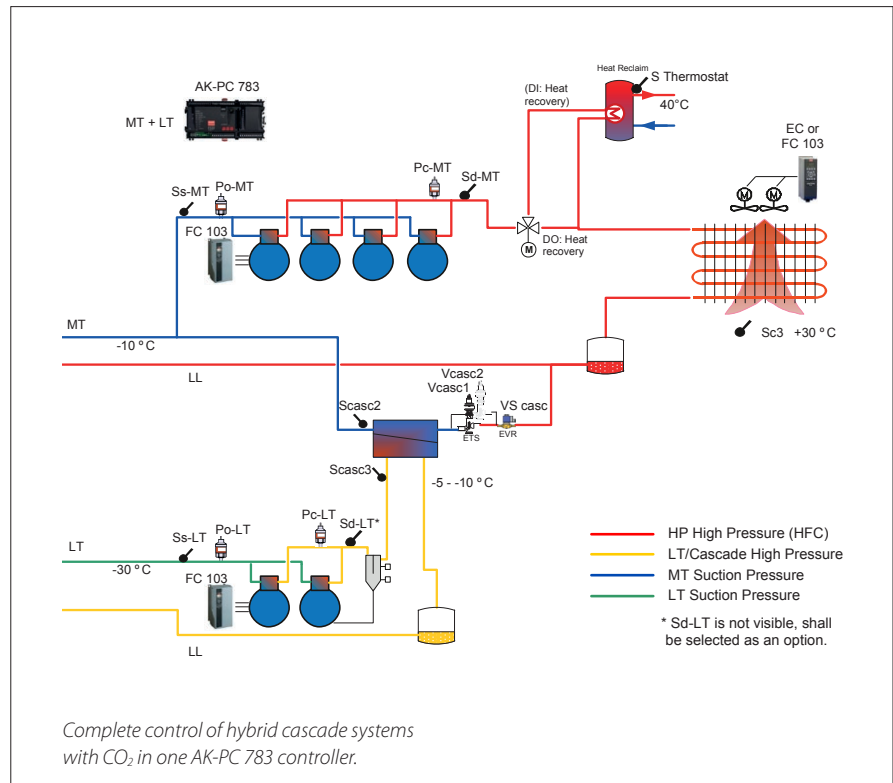 AK-PC 783
MT + LT
Heat Reclaim
S Thermostat
(DI: Heat
recovery)
40°C
EC or
FC 103
M M
Pc-MT
Sd-MT
Ss-MT
Po-MT
FC 103
M
DO: Heat
recovery
MT
-10 °C
Sc3 +30 °C
LL
Vcasc2
Vcasc1
VS casc
Scasc2
ETS
EVR
Scasc3
-5 - -10 °C
Pc-LT
Sd-LT*
Po-LT
Ss-LT
LT
-30 °C
FC 103
LL
HP High Pressure (HFC)
LT/Cascade High Pressure
MT Suction Pressure
LT Suction Pressure
* Sd-LT is not visible, shall
be selected as an option.
Complete control of hybrid cascade systems
with CO₂ in one AK-PC 783 controller.